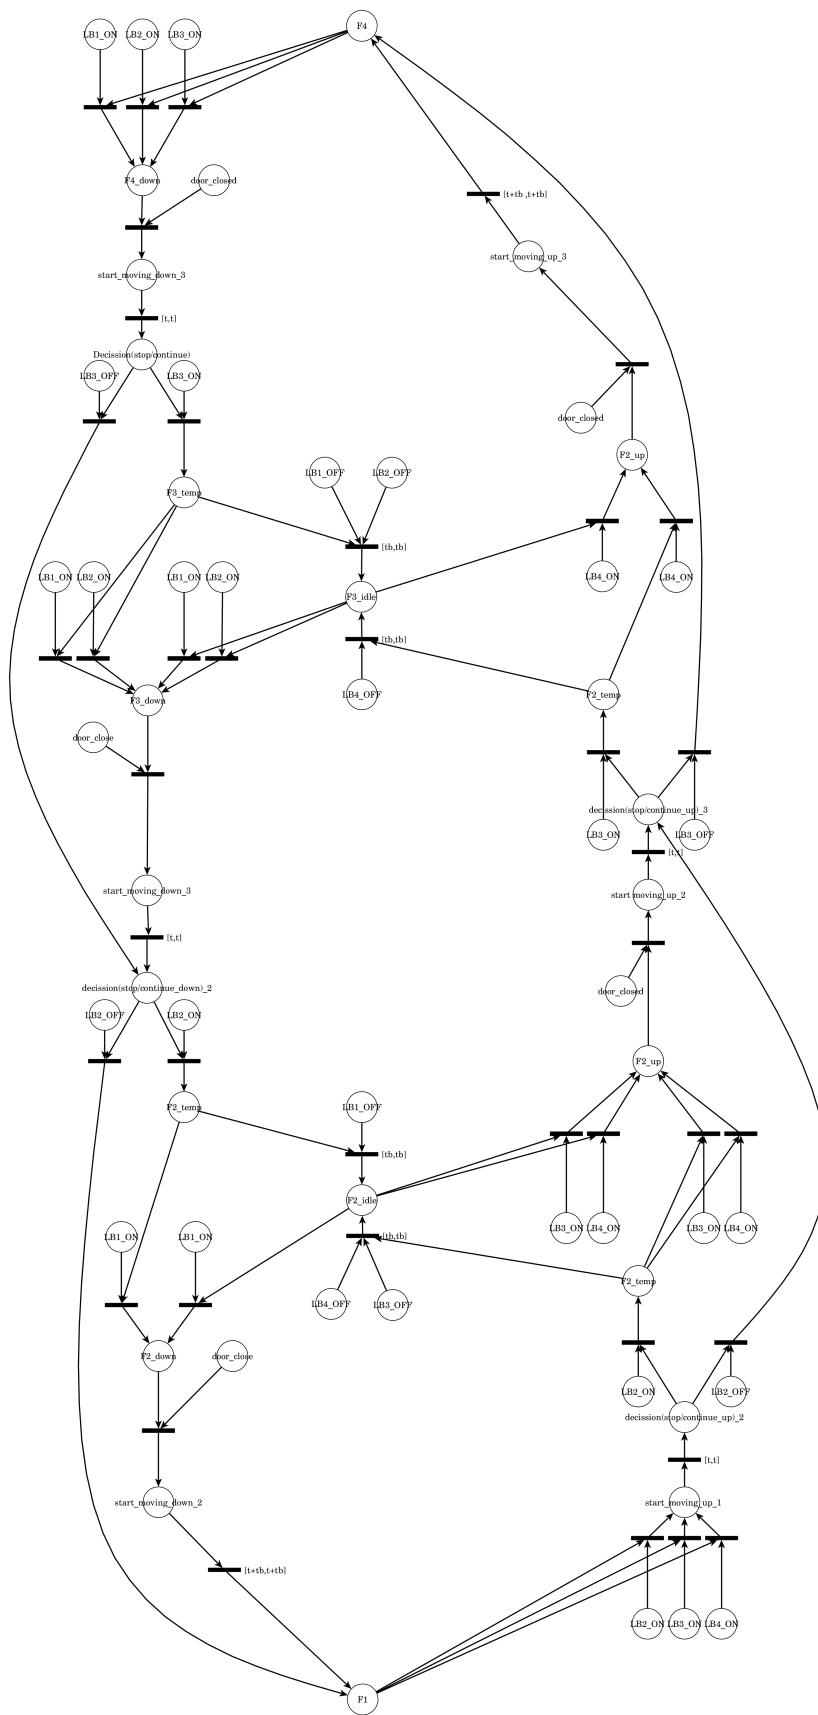 F4
LB1_ON
LB2_ON
LB3_ON
F4_down
door_closed
[t+tb ,t+tb]
start_moving_up_3
start_moving_down_3
[t,t]
Decission(stop/continue)
LB3_OFF
LB3_ON
door_closed
F2_up
LB1_OFF
LB2_OFF
F3_temp
[tb,tb]
LB1_ON
LB2_ON
LB1_ON
LB2_ON
LB4_ON
LB4_ON
F3_idle
[tb,tb]
LB4_OFF
F2_temp
F3_down
door_close
decission(stop/continue_up)_3
LB3_ON
LB3_OFF
[t,t]
start_moving_down_3
start moving_up_2
[t,t]
decission(stop/continue_down)_2
door_closed
LB2_OFF
LB2_ON
F2_up
F2_temp
LB1_OFF
[tb,tb]
F2_idle
LB3_ON
LB4_ON
LB3_ON
LB4_ON
LB1_ON
LB1_ON
[tb,tb]
F2_temp
LB4_OFF
LB3_OFF
F2_down
door_close
LB2_ON
LB2_OFF
decission(stop/continue_up)_2
[t,t]
start_moving_down_2
start_moving_up_1
[t+tb,t+tb]
LB2_ON
LB3_ON
LB4_ON
F1